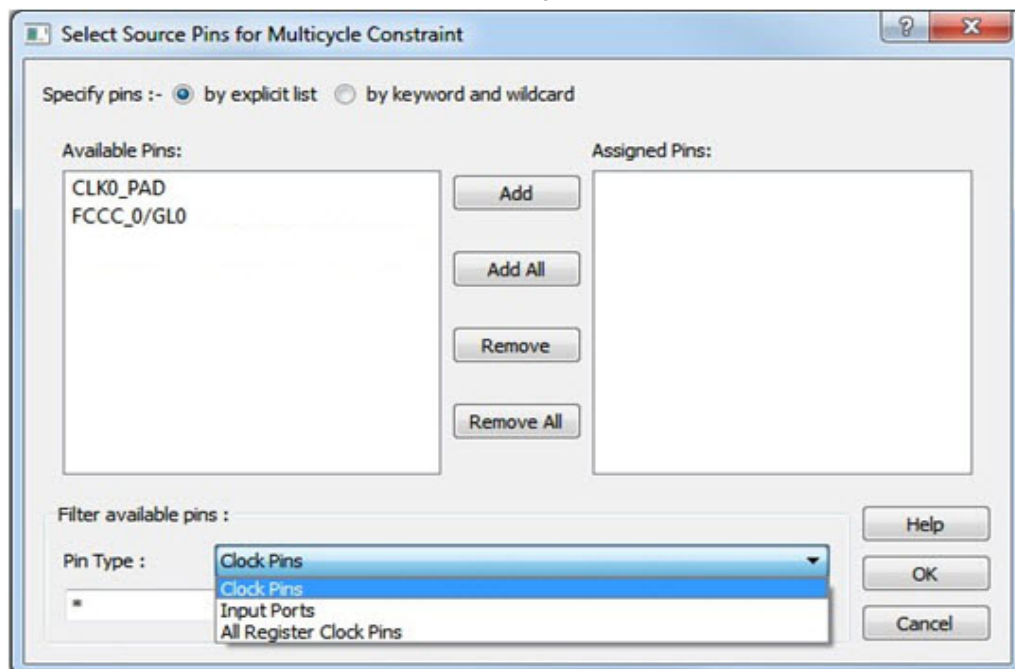 Select Source Pins for Multicycle Constraint
Specify pins :- by explicit list by keyword and wildcard
Available Pins:
Assigned Pins:
CLK0_PAD
FCCC_0/GL0
Add
Add All
Remove
Remove All
Filter available pins :
Pin Type :
Clock Pins
Clock Pins
Input Ports
All Register Clock Pins
*
Help
OK
Cancel